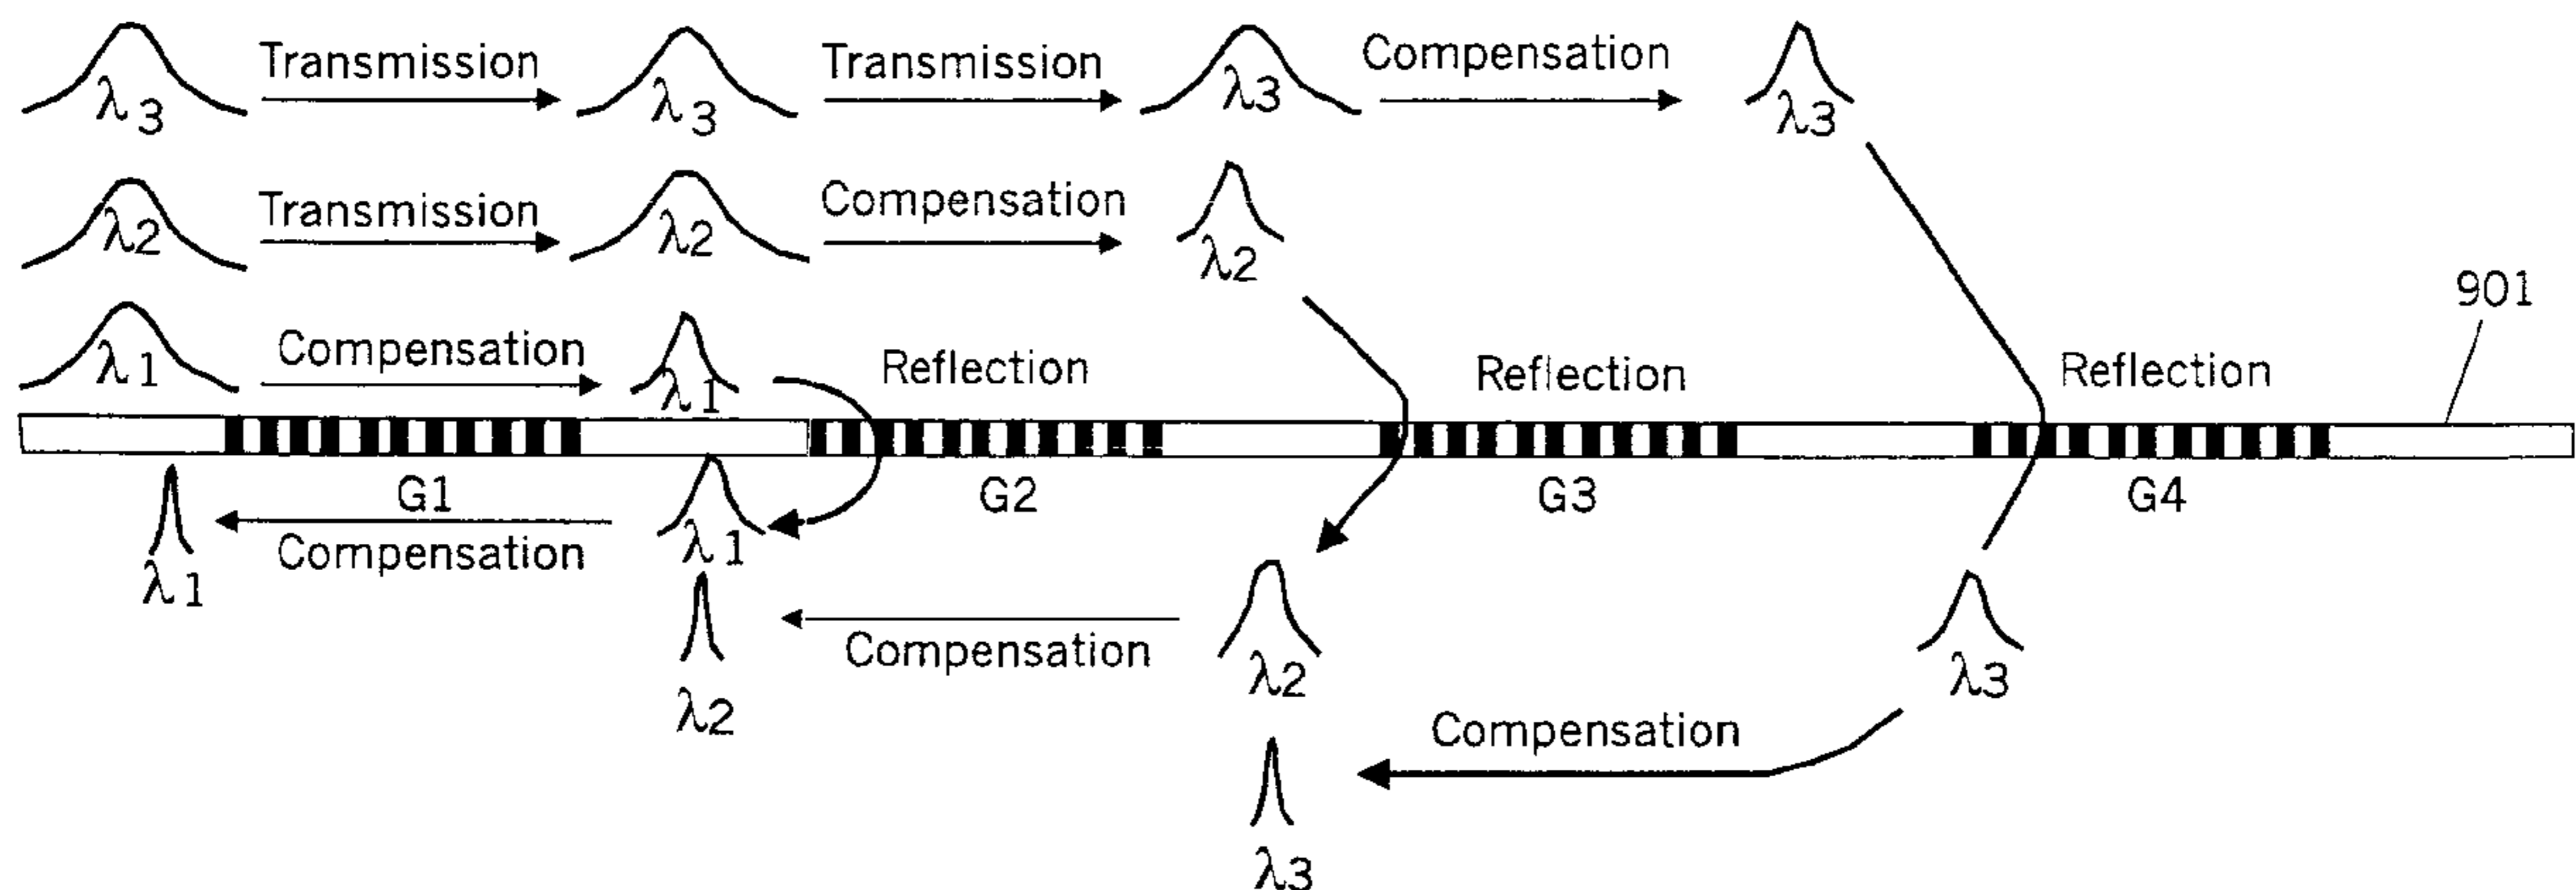 Transmission Transmission Compensation
λ3 λ3 λ3 λ3
Transmission Compensation
λ2 λ2 λ2
901
Compensation Reflection Reflection Reflection
λ1 λ1
G1 G2 G3 G4
Compensation λ1
λ1
Compensation λ2 λ3
λ2
Compensation
λ3